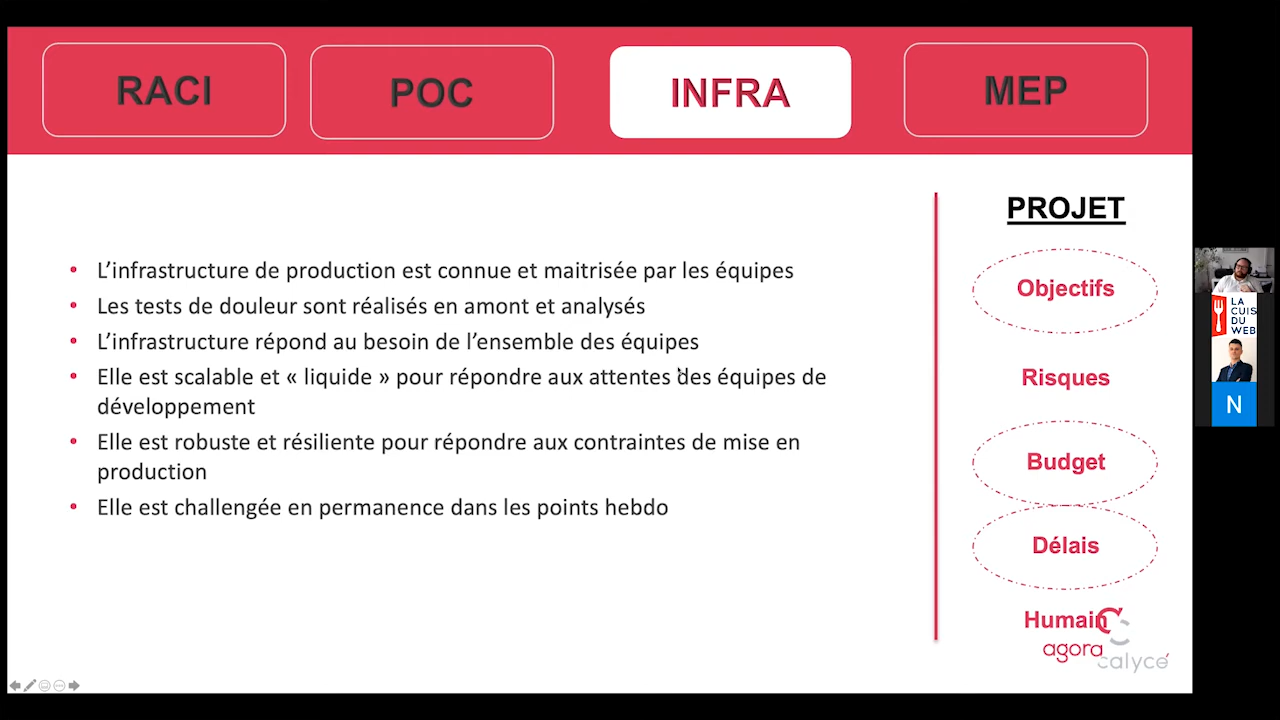 RACI
POC
INFRA
MEP
L’infrastructure de production est connue et maitrisée par les équipes
Les tests de douleur sont réalisés en amont et analysés
L’infrastructure répond au besoin de l’ensemble des équipes
Elle est scalable et « liquide » pour répondre aux attentes des équipes de
développement
Elle est robuste et résiliente pour répondre aux contraintes de mise en
production
Elle est challengée en permanence dans les points hebdo
PROJET
Objectifs
Risques
Budget
Délais
Humain
agora
calycé
LA
CUIS
DU
WEB
N